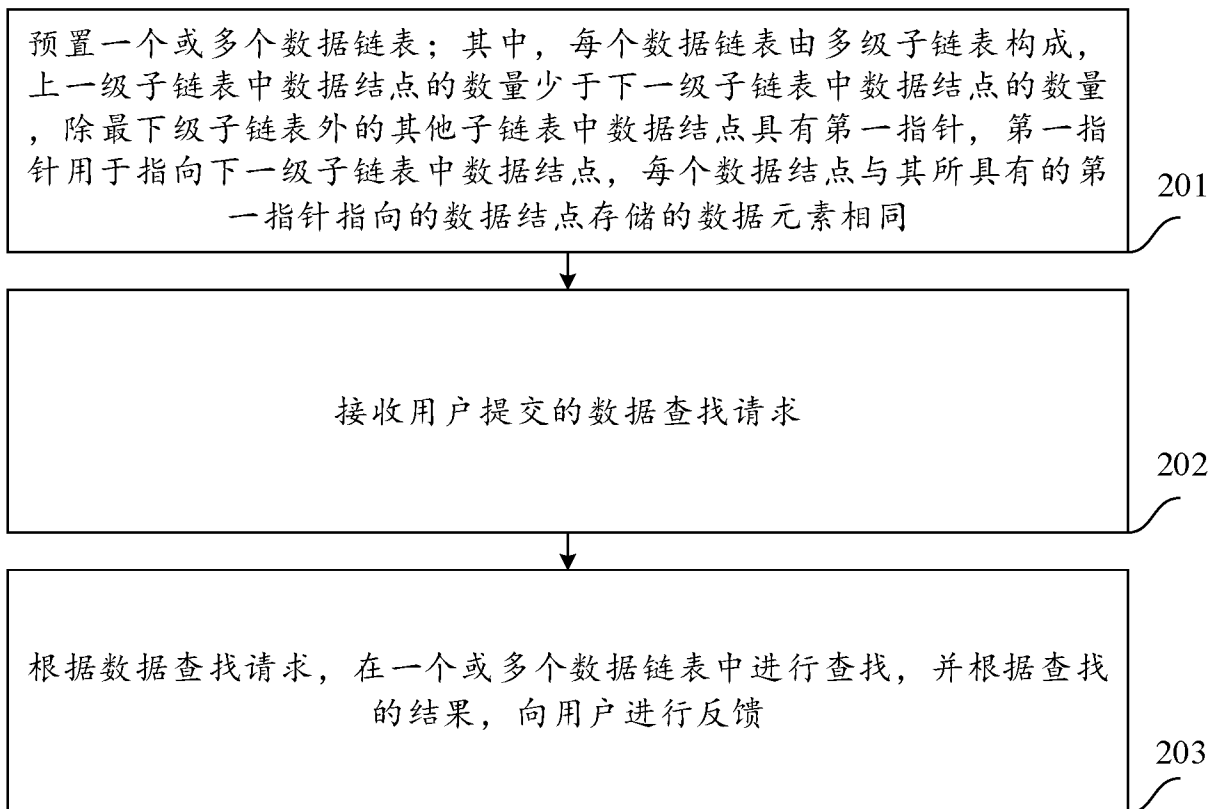 预置一个或多个数据链表；其中，每个数据链表由多级子链表构成，
上一级子链表中数据结点的数量少于下一级子链表中数据结点的数量
，除最下级子链表外的其他子链表中数据结点具有第一指针，第一指
针用于指向下一级子链表中数据结点，每个数据结点与其所具有的第
一指针指向的数据结点存储的数据元素相同
201
接收用户提交的数据查找请求
202
根据数据查找请求，在一个或多个数据链表中进行查找，并根据查找
的结果，向用户进行反馈
203